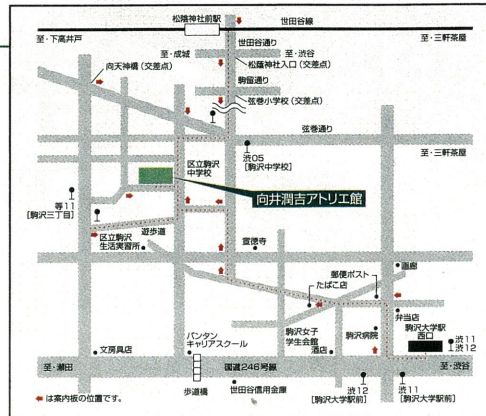 松陰神社前駅
世田谷線
至・下高井戸
至・三軒茶屋
世田谷通り
至・成城
至・渋谷
向天神橋（交差点）
松陰神社入口（交差点）
駒留通り
弦巻小学校（交差点）
弦巻通り
至・三軒茶屋
渋05
［駒沢中学校］
区立駒沢
中学校
向井潤吉アトリエ館
等11
［駒沢三丁目］
遊歩道
区立駒沢
生活実習所
宣徳寺
画廊
郵便ポスト
たばこ店
弁当店
駒沢大学駅
西口
駒沢女子
学生会館
駒沢病院
渋11
渋12
文房具店
バンタン
キャリアスクール
酒店
至・瀬田
国道246号線
至・渋谷
歩道橋
世田谷信用金庫
渋12
［駒沢大学駅前］
渋11
［駒沢大学駅前］
は案内板の位置です。